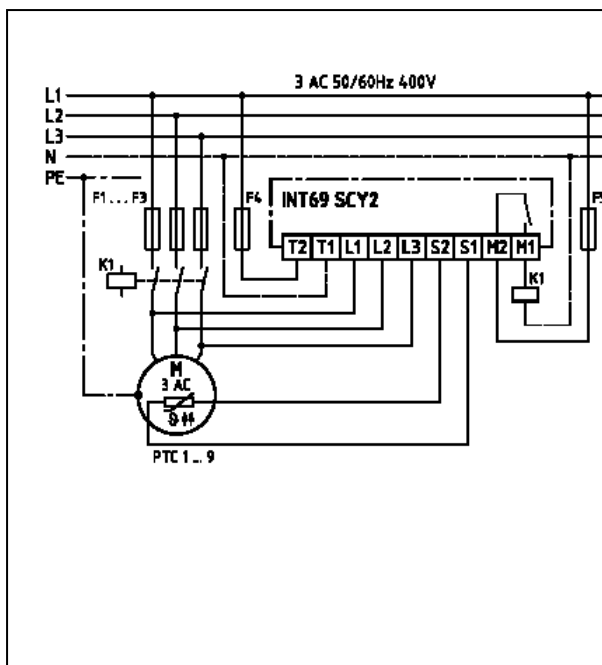 3 AC 50/60Hz 400V
L1
L2
L3
N
PE
F1...F3
F4
INT69 SCY2
T2 T1 L1 L2 L3 S2 S1 M2 M1
K1
K1
M
3 AC
PTC 1...9